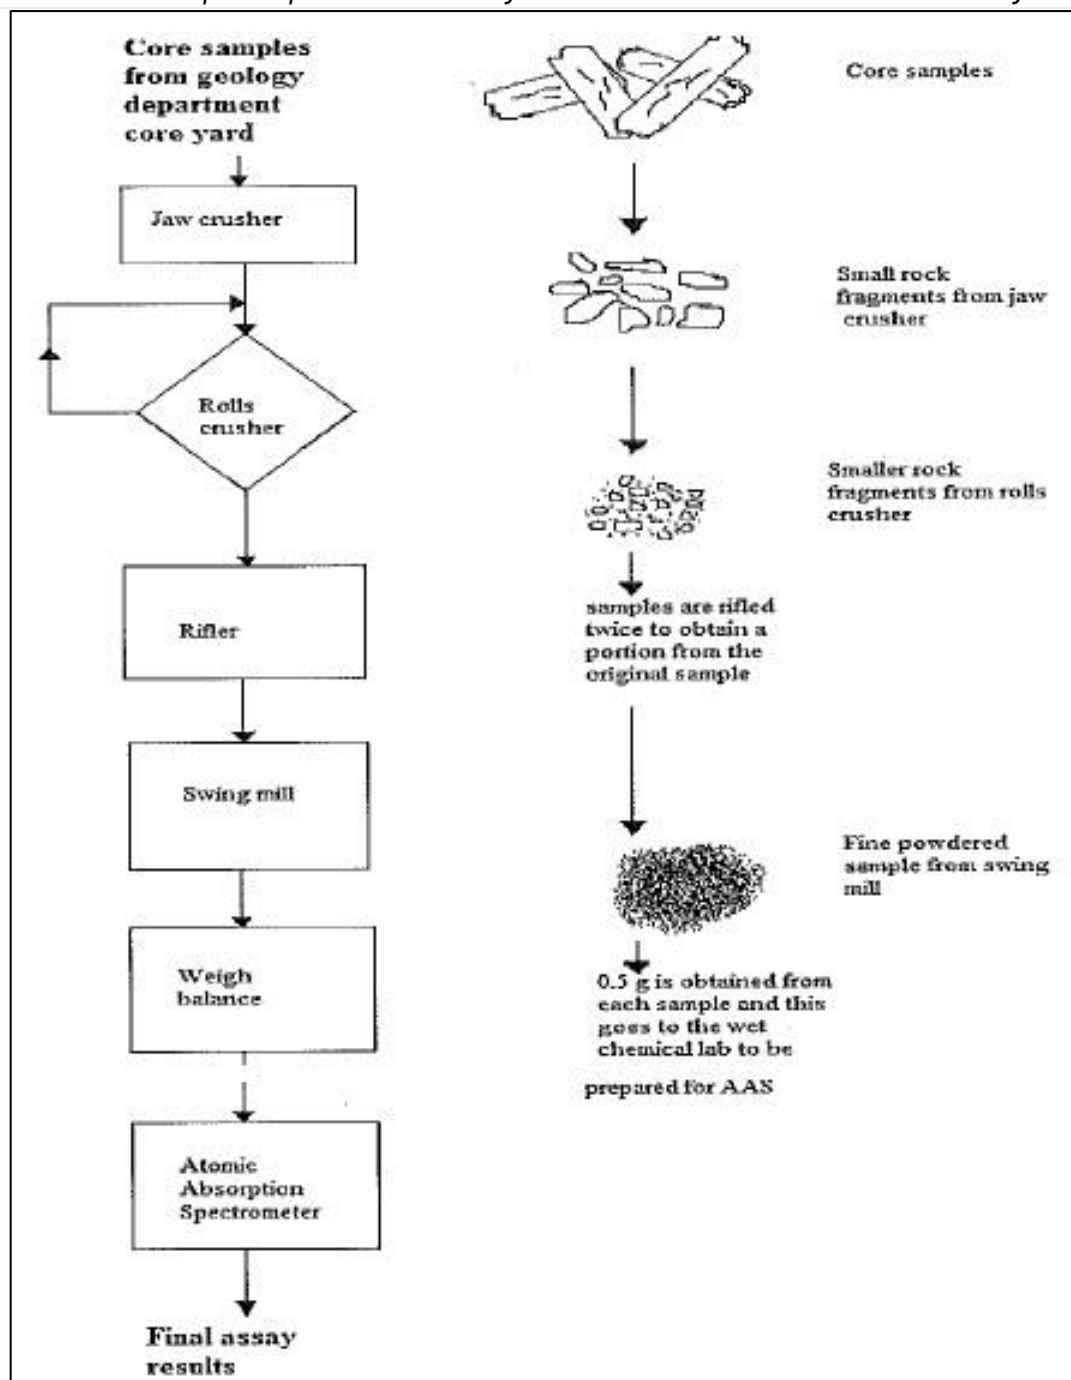 Core samples
from geology
department
core yard
Jaw crusher
Rolls
crusher
Rifler
Swing mill
Weigh
balance
Atomic
Absorption
Spectrometer
Final assay
results
Core samples
Small rock
fragments from jaw
crusher
Smaller rock
fragments from rolls
crusher
samples are rifled
twice to obtain a
portion from the
original sample
Fine powdered
sample from swing
mill
0.5 g is obtained from
each sample and this
goes to the wet
chemical lab to be
prepared for AAS